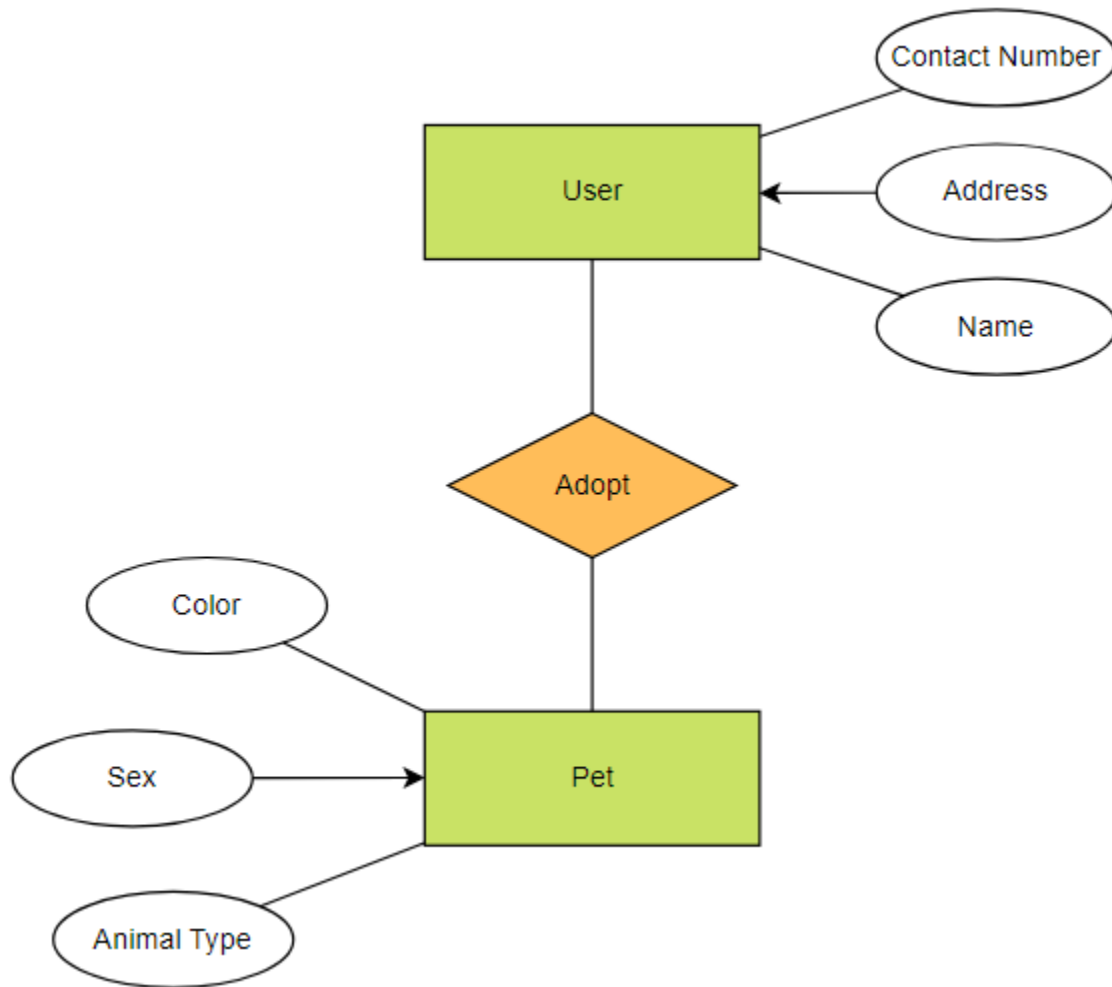 Contact Number
User
Address
Name
Adopt
Color
Sex
Pet
Animal Type